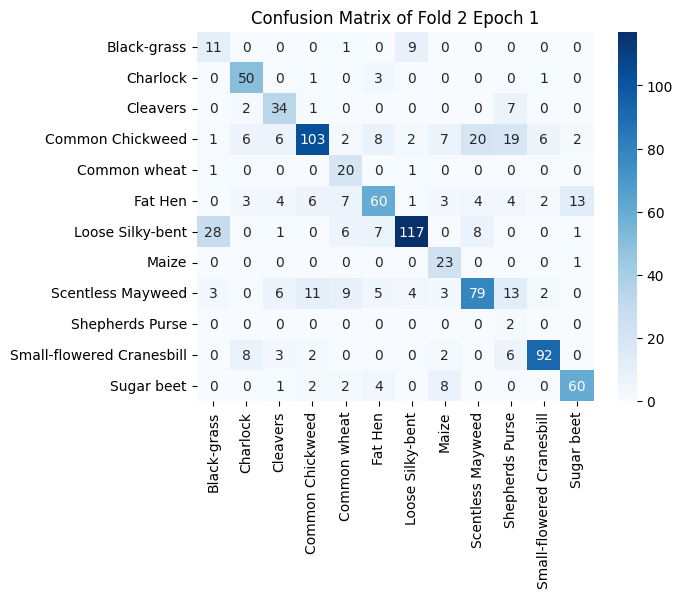 Confusion Matrix of Fold 2 Epoch 1
Black-grass 11 0 0 0 1 0 9 0 0 0 0 0
Charlock 0 50 0 1 0 3 0 0 0 0 1 0
Cleavers 0 2 34 1 0 0 0 0 0 7 0 0
Common Chickweed 1 6 6 103 2 8 2 7 20 19 6 2
Common wheat 1 0 0 0 20 0 1 0 0 0 0 0
Fat Hen 0 3 4 6 7 60 1 3 4 4 2 13
Loose Silky-bent 28 0 1 0 6 7 117 0 8 0 0 1
Maize 0 0 0 0 0 0 0 23 0 0 0 1
Scentless Mayweed 3 0 6 11 9 5 4 3 79 13 2 0
Shepherds Purse 0 0 0 0 0 0 0 0 0 2 0 0
Small-flowered Cranesbill 0 8 3 2 0 0 0 2 0 6 92 0
Sugar beet 0 0 1 2 2 4 0 8 0 0 0 60
Black-grass
Charlock
Cleavers
Common Chickweed
Common wheat
Fat Hen
Loose Silky-bent
Maize
Scentless Mayweed
Shepherds Purse
Small-flowered Cranesbill
Sugar beet
100
80
60
40
20
0